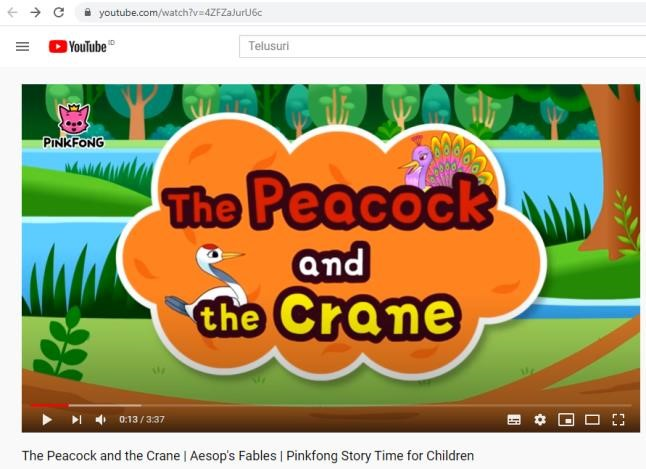 youtube.com/watch?v=4ZFZaJurU6c
YouTube ID
Telusuri
PINKFONG
The Peacock
and
the Crane
0:13 / 3:37
The Peacock and the Crane | Aesop's Fables | Pinkfong Story Time for Children